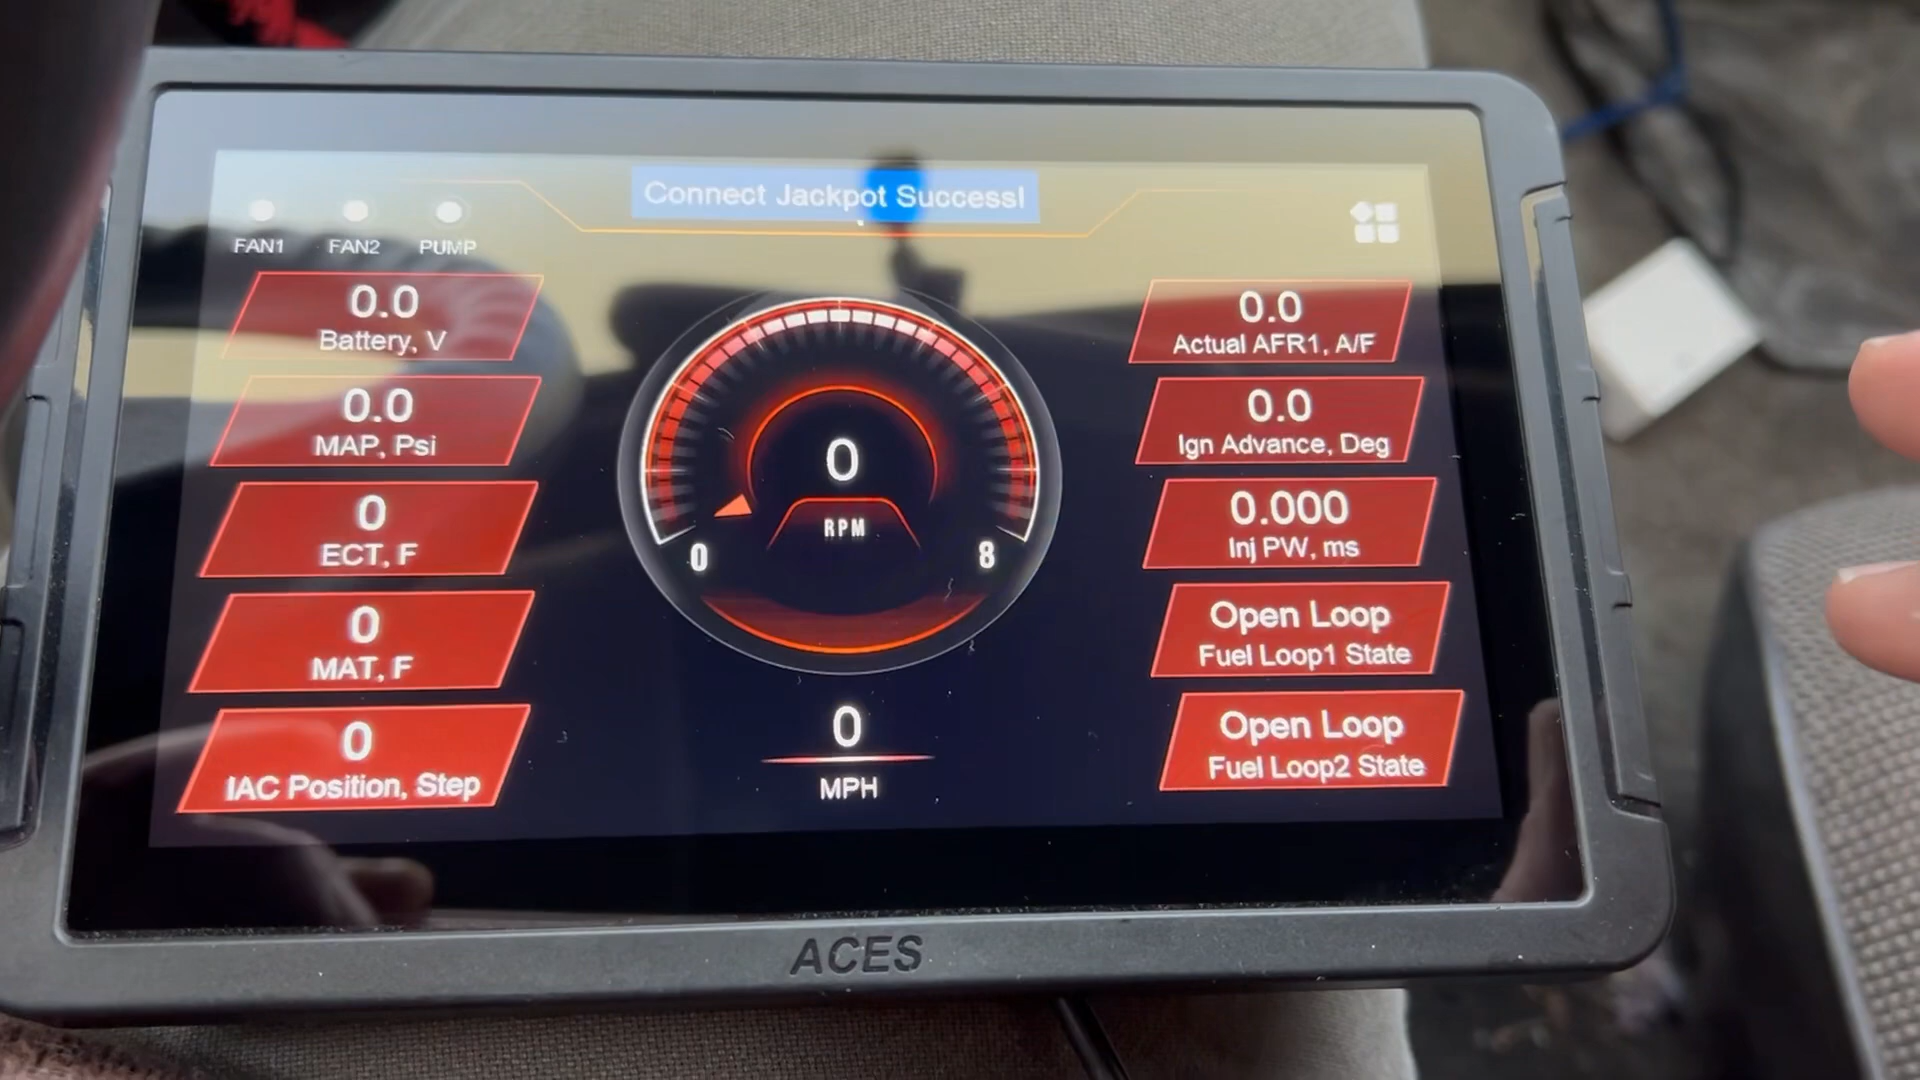 Connect Jackpot Success!
FAN1
FAN2
PUMP
0.0
Battery, V
0.0
MAP, Psi
0
ECT, F
0
MAT, F
0
IAC Position, Step
0
RPM
0
8
0
MPH
0.0
Actual AFR1, A/F
0.0
Ign Advance, Deg
0.000
Inj PW, ms
Open Loop
Fuel Loop1 State
Open Loop
Fuel Loop2 State
ACES